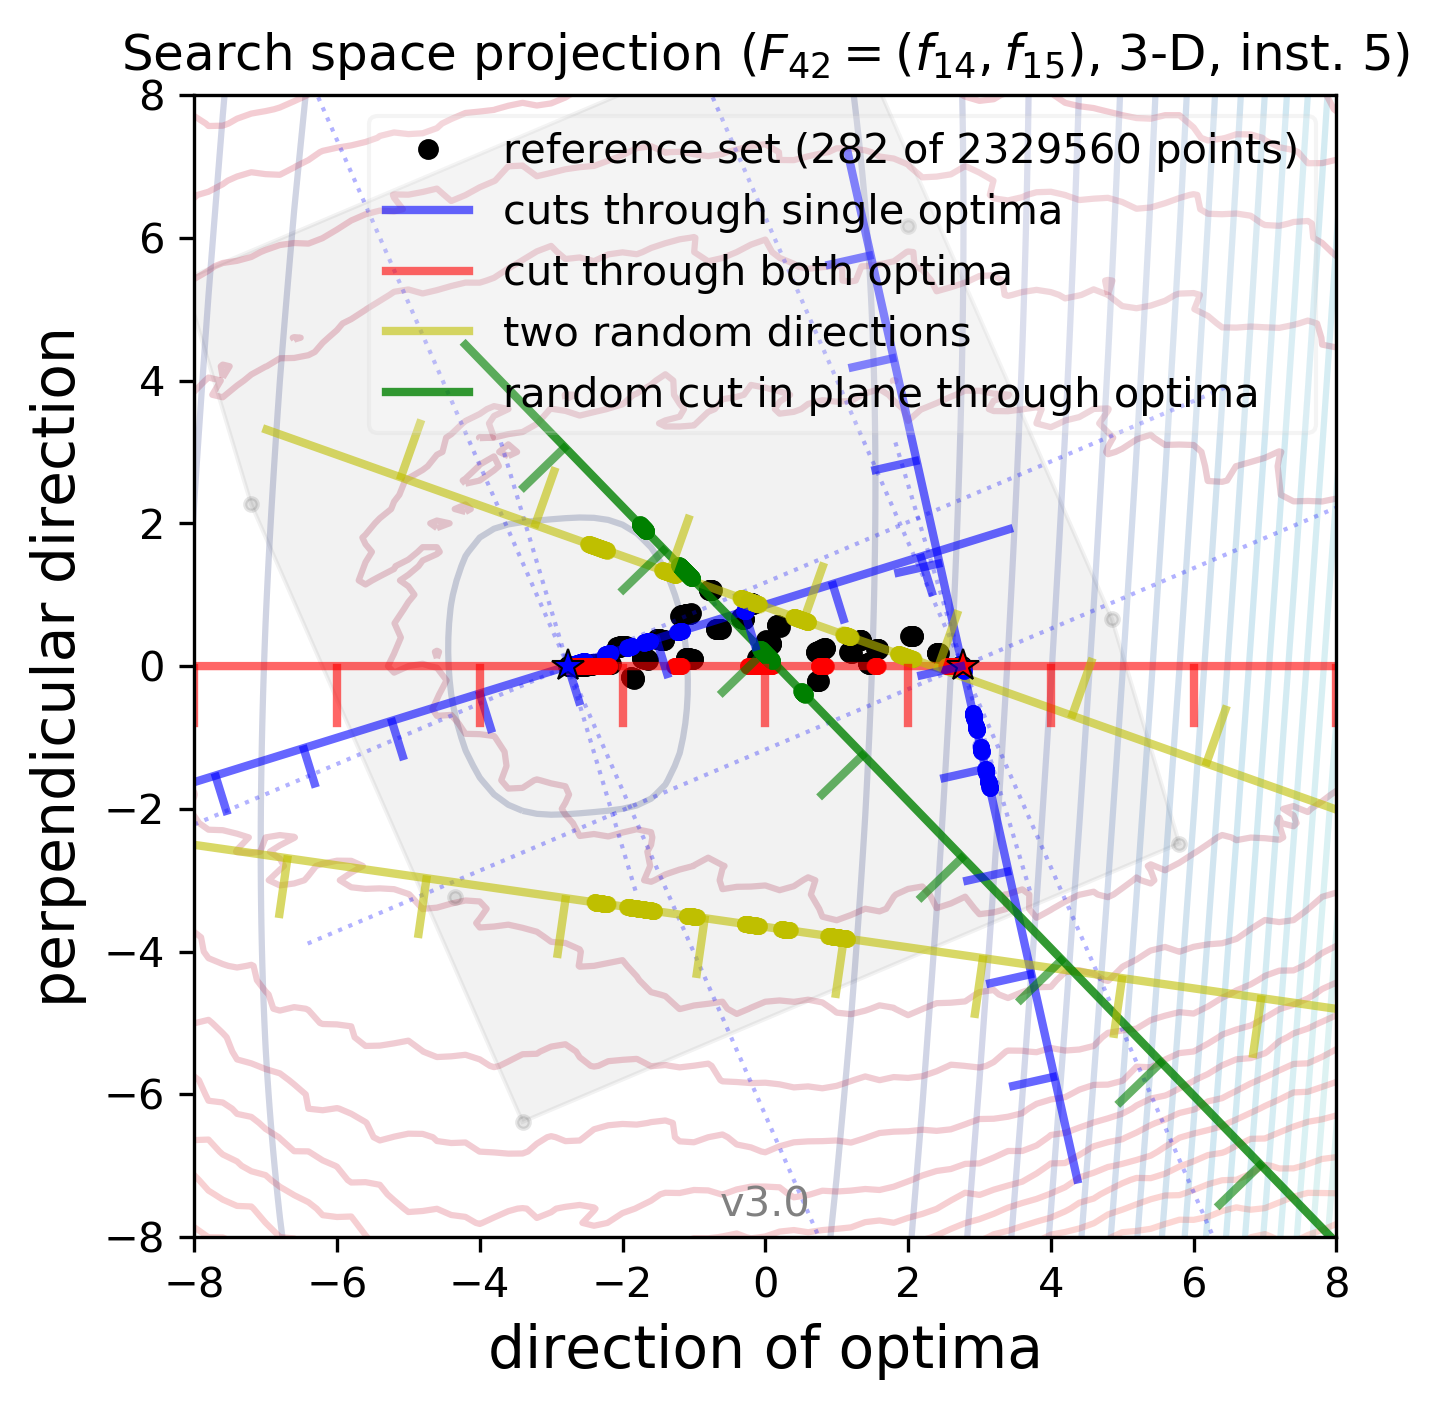 Search space projection (F₄₂ = (f₁₄, f₁₅), 3-D, inst. 5)
reference set (282 of 2329560 points)
cuts through single optima
cut through both optima
two random directions
random cut in plane through optima
8
6
4
2
0
−2
−4
−6
−8
perpendicular direction
v3.0
−8 −6 −4 −2 0 2 4 6 8
direction of optima